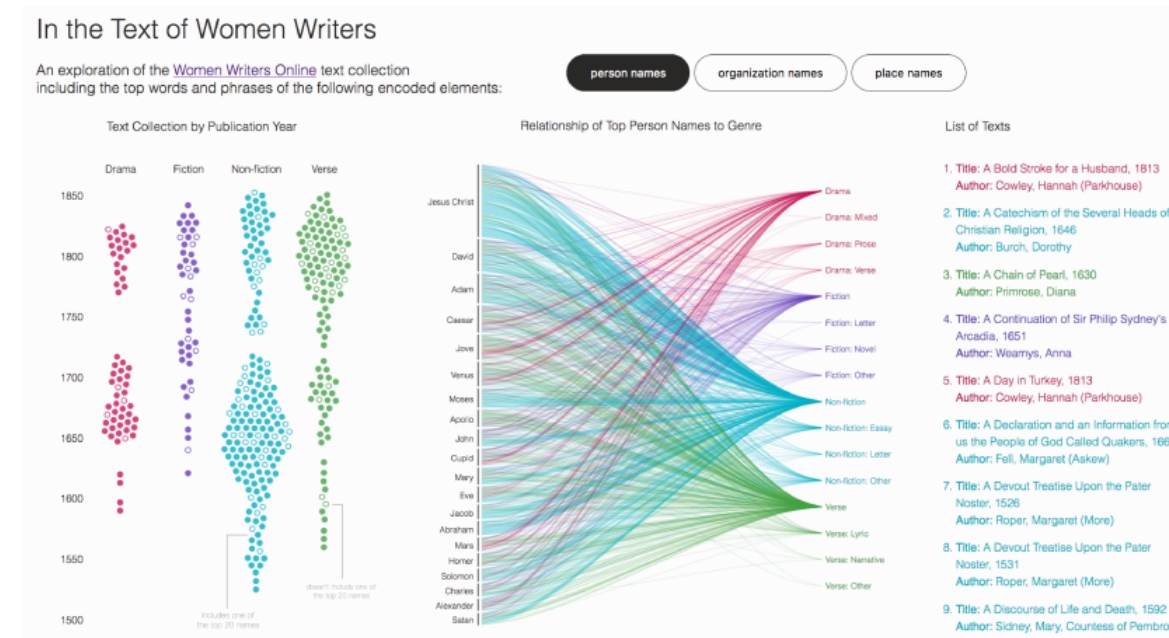 In the Text of Women Writers
An exploration of the Women Writers Online text collection
including the top words and phrases of the following encoded elements:
person names
organization names
place names
Text Collection by Publication Year
Drama
Fiction
Non-fiction
Verse
1850
1800
1750
1700
1650
1600
1550
1500
Includes one of
the top 20 names
doesn't include one of
the top 20 names
Relationship of Top Person Names to Genre
Jesus Christ
David
Adam
Caesar
Jove
Venus
Moses
Apollo
John
Cupid
Mary
Eve
Jacob
Abraham
Mars
Homer
Solomon
Charles
Alexander
Satan
Drama
Drama: Mixed
Drama: Prose
Drama: Verse
Fiction
Fiction: Letter
Fiction: Novel
Fiction: Other
Non-fiction
Non-fiction: Essay
Non-fiction: Letter
Non-fiction: Other
Verse
Verse: Lyric
Verse: Narrative
Verse: Other
List of Texts
1. Title: A Bold Stroke for a Husband, 1813
Author: Cowley, Hannah (Parkhouse)
2. Title: A Catechism of the Several Heads of
Christian Religion, 1646
Author: Burch, Dorothy
3. Title: A Chain of Pearl, 1630
Author: Primrose, Diana
4. Title: A Continuation of Sir Philip Sydney's
Arcadia, 1651
Author: Weamys, Anna
5. Title: A Day in Turkey, 1813
Author: Cowley, Hannah (Parkhouse)
6. Title: A Declaration and an Information from
us the People of God Called Quakers, 166
Author: Fell, Margaret (Askew)
7. Title: A Devout Treatise Upon the Pater
Noster, 1526
Author: Roper, Margaret (More)
8. Title: A Devout Treatise Upon the Pater
Noster, 1531
Author: Roper, Margaret (More)
9. Title: A Discourse of Life and Death, 1592
Author: Sidney, Mary, Countess of Pembro